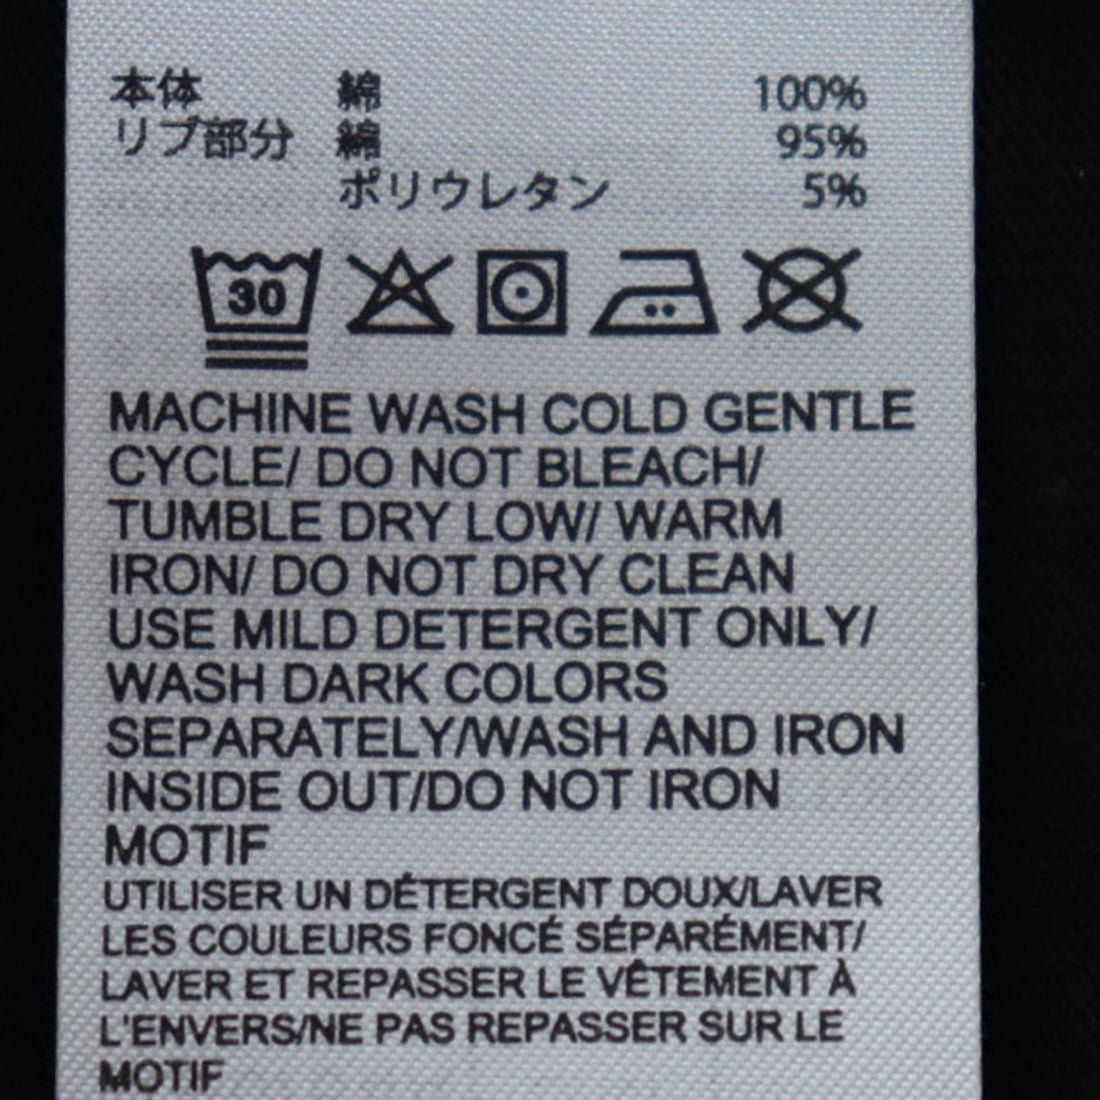 本体 綿 100%
リブ部分 綿 95%
ポリウレタン 5%
30
MACHINE WASH COLD GENTLE
CYCLE/ DO NOT BLEACH/
TUMBLE DRY LOW/ WARM
IRON/ DO NOT DRY CLEAN
USE MILD DETERGENT ONLY/
WASH DARK COLORS
SEPARATELY/WASH AND IRON
INSIDE OUT/DO NOT IRON
MOTIF
UTILISER UN DÉTERGENT DOUX/LAVER
LES COULEURS FONCÉ SÉPARÉMENT/
LAVER ET REPASSER LE VÊTEMENT À
L'ENVERS/NE PAS REPASSER SUR LE
MOTIF